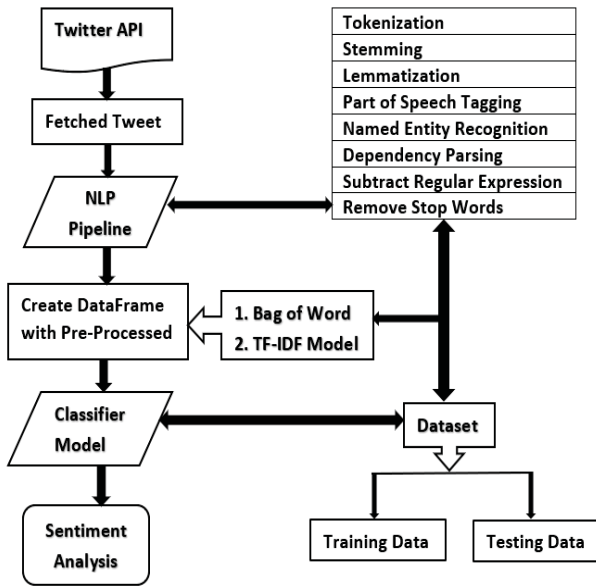 Twitter API
Fetched Tweet
NLP
Pipeline
Create DataFrame
with Pre-Processed
Classifier
Model
Sentiment
Analysis
Tokenization
Stemming
Lemmatization
Part of Speech Tagging
Named Entity Recognition
Dependency Parsing
Subtract Regular Expression
Remove Stop Words
1. Bag of Word
2. TF-IDF Model
Dataset
Training Data
Testing Data